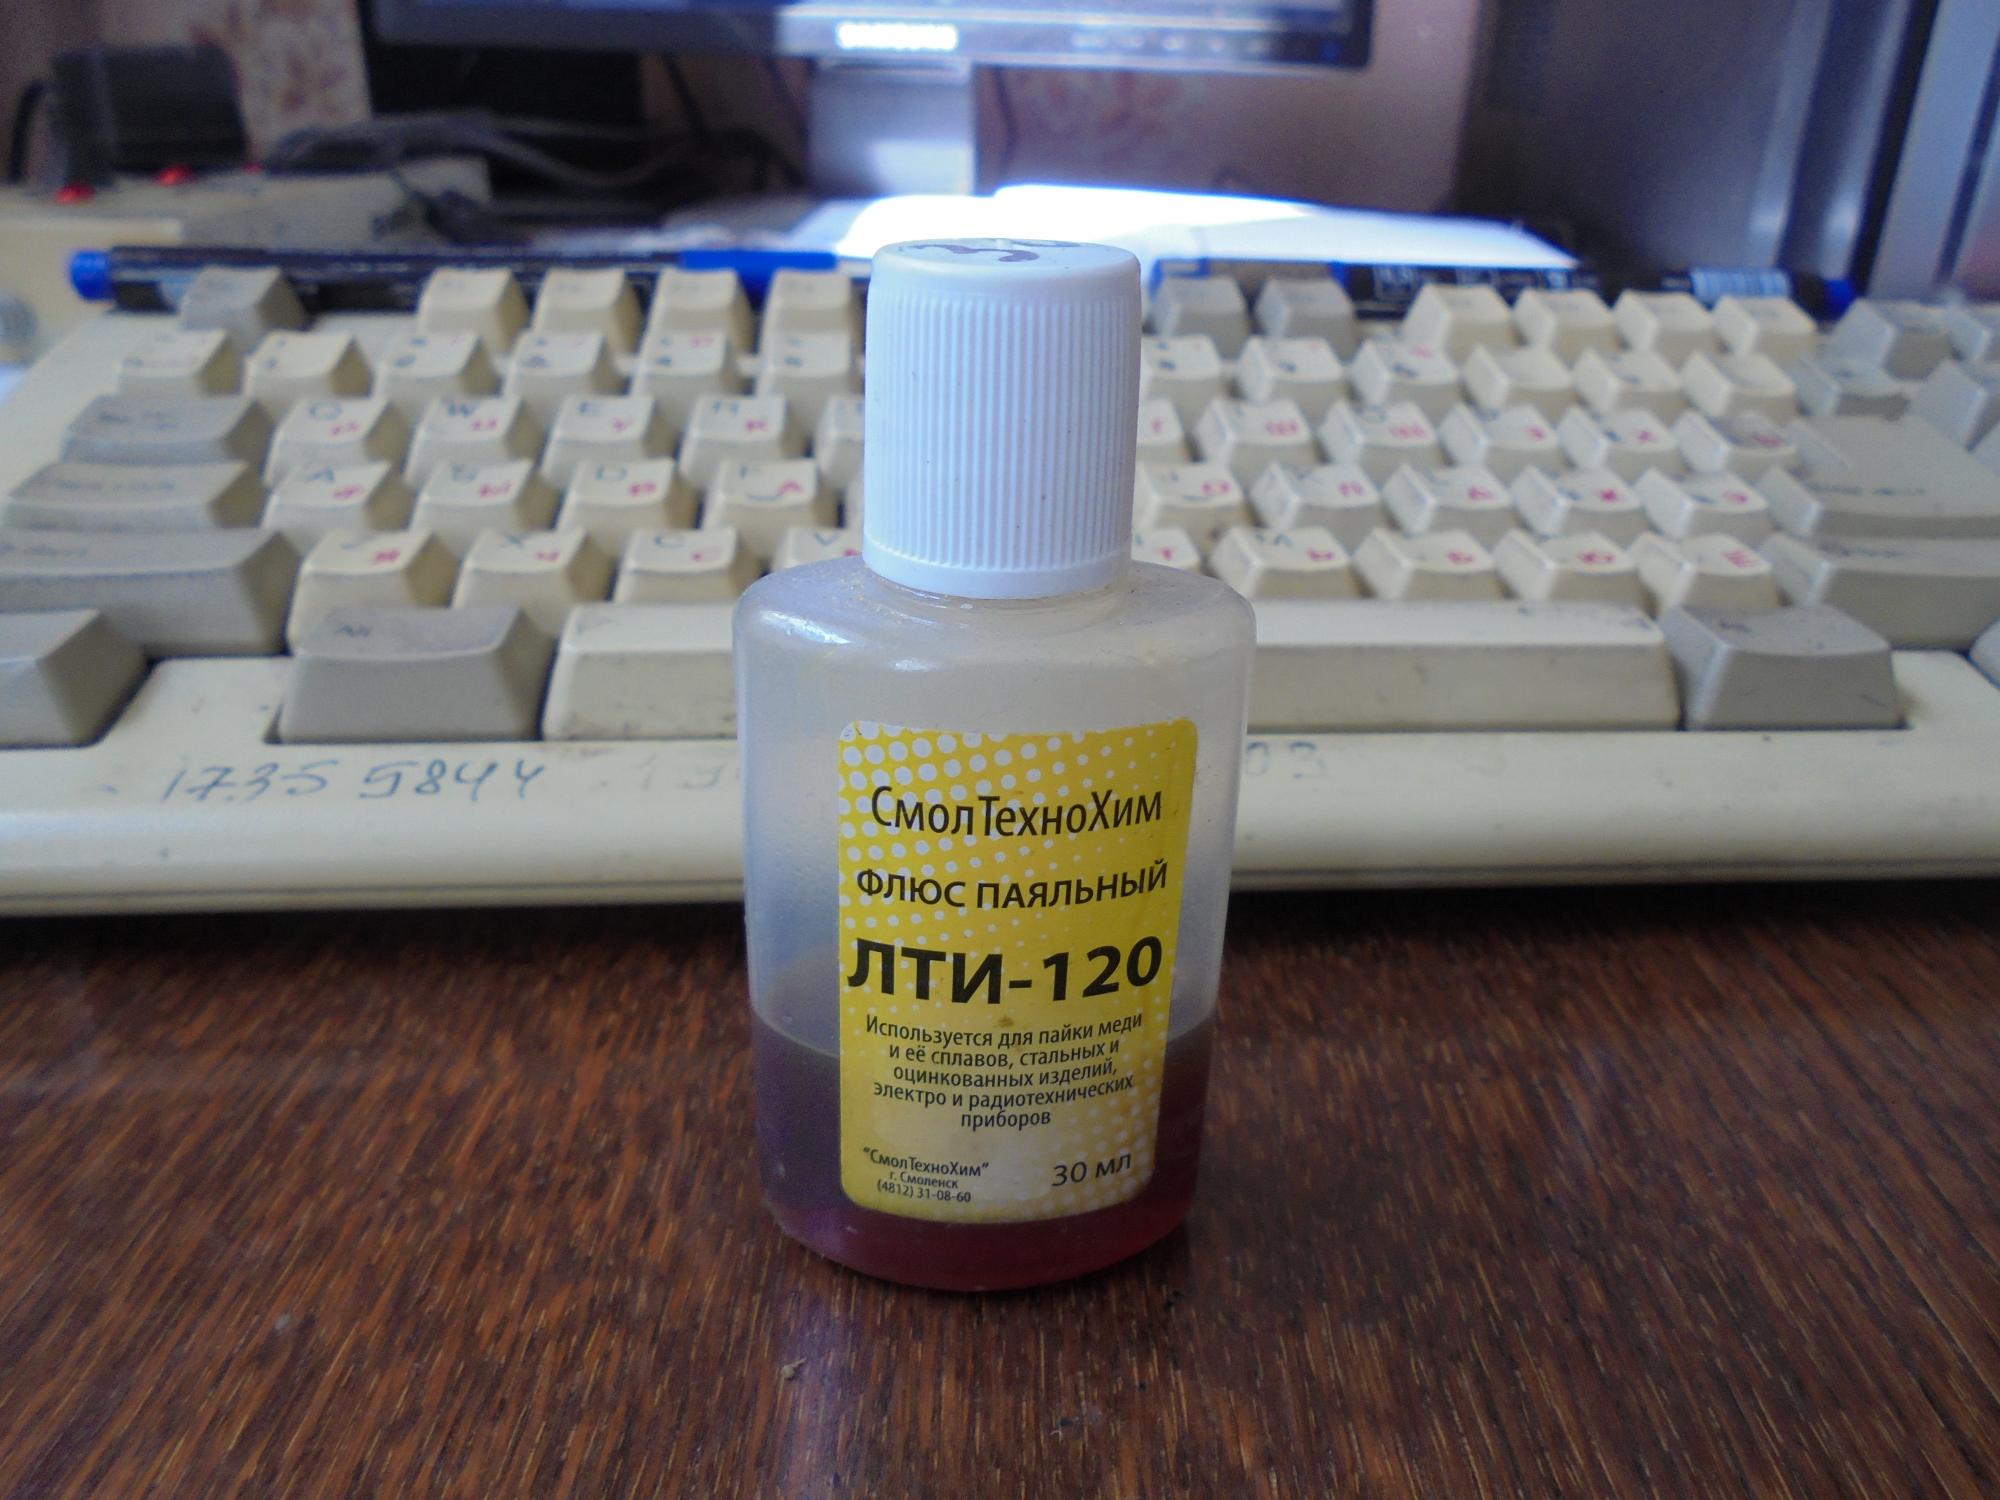 Q W E R
A S D F
X C V
Alt
1735 5844
СмолТехноХим
ФЛЮС ПАЯЛЬНЫЙ
ЛТИ-120
Используется для пайки меди
и её сплавов, стальных и
оцинкованных изделий,
электро и радиотехнических
приборов
"СмолТехноХим"
г. Смоленск
(4812) 31-08-60
30 мл